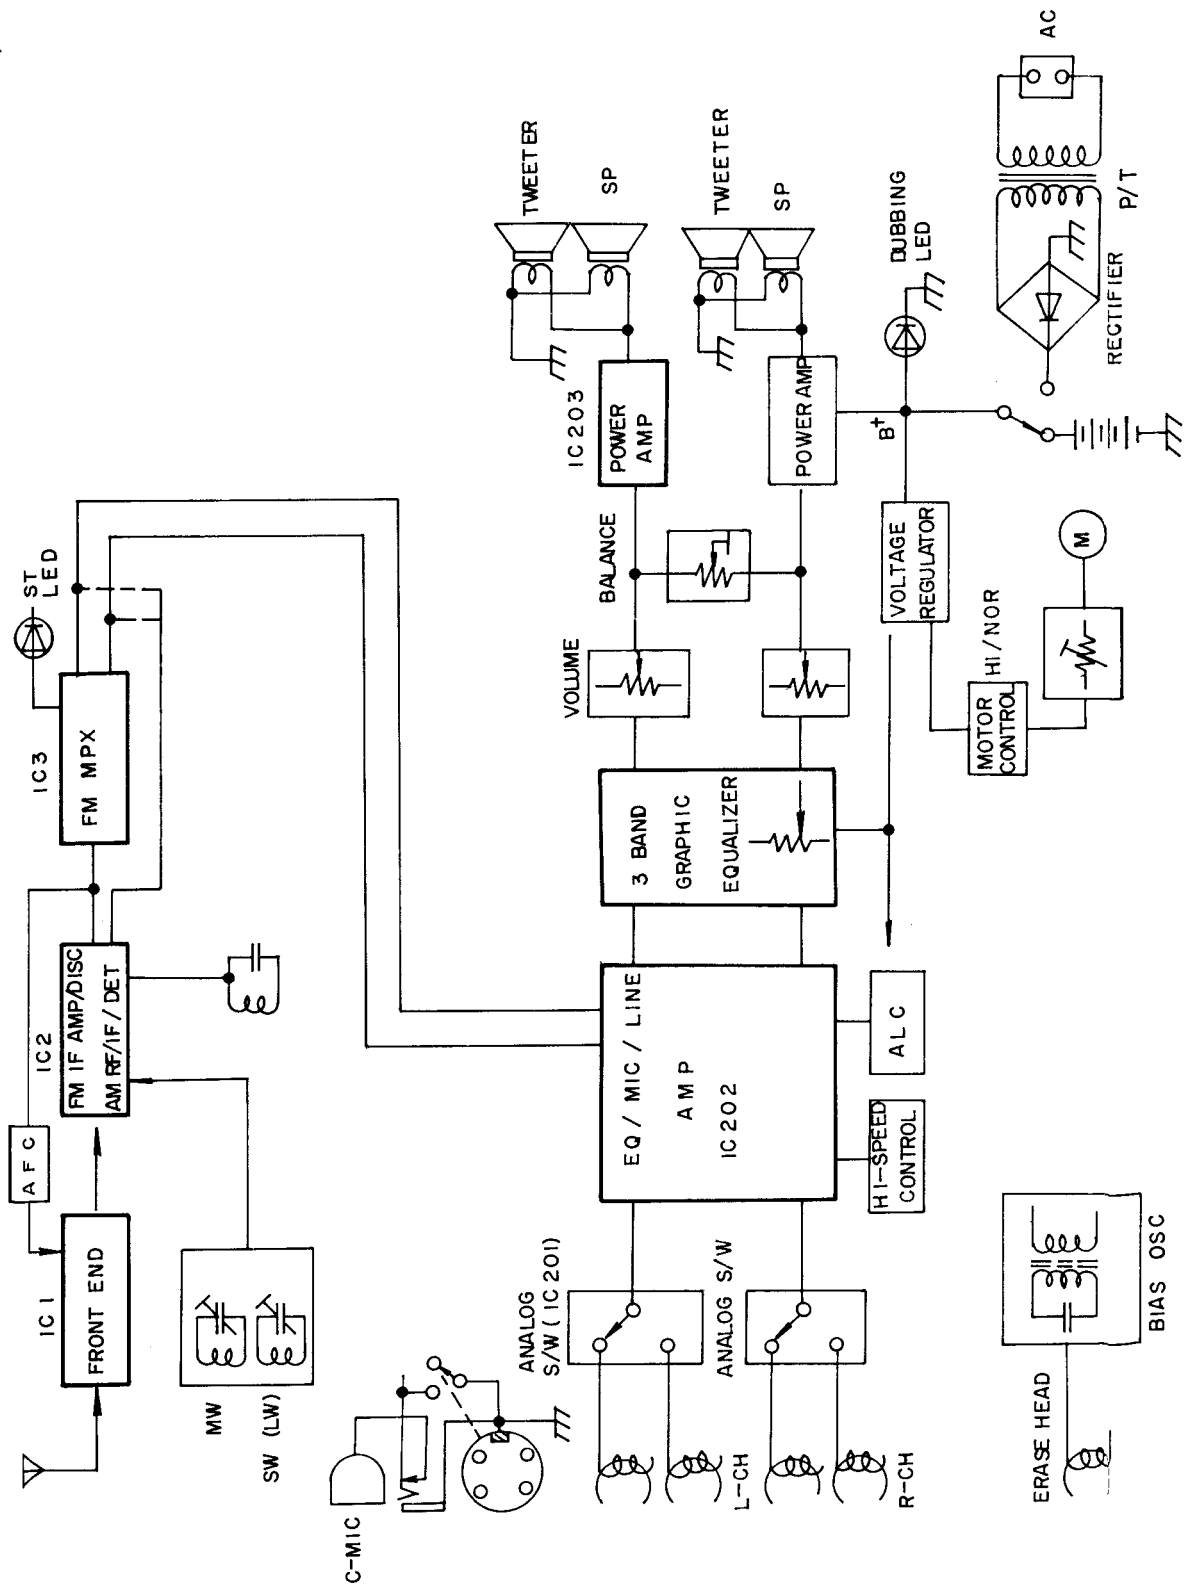 IC1
FRONT END
AFC
IC2
FM IF AMP/DISC
AM RF/IF/DET
IC3
FM MPX
ST
LED
MW
SW (LW)
C-MIC
ANALOG
S/W (IC 201)
ANALOG S/W
L-CH
R-CH
EQ/MIC/LINE
AMP
IC202
HI-SPEED
CONTROL
ALC
3 BAND
GRAPHIC
EQUALIZER
VOLUME
BALANCE
IC203
POWER
AMP
POWER AMP
TWEETER
SP
TWEETER
SP
B+
DUBBING
LED
VOLTAGE
REGULATOR
MOTOR
CONTROL
HI/NOR
M
ERASE HEAD
BIAS OSC
RECTIFIER
P/T
AC